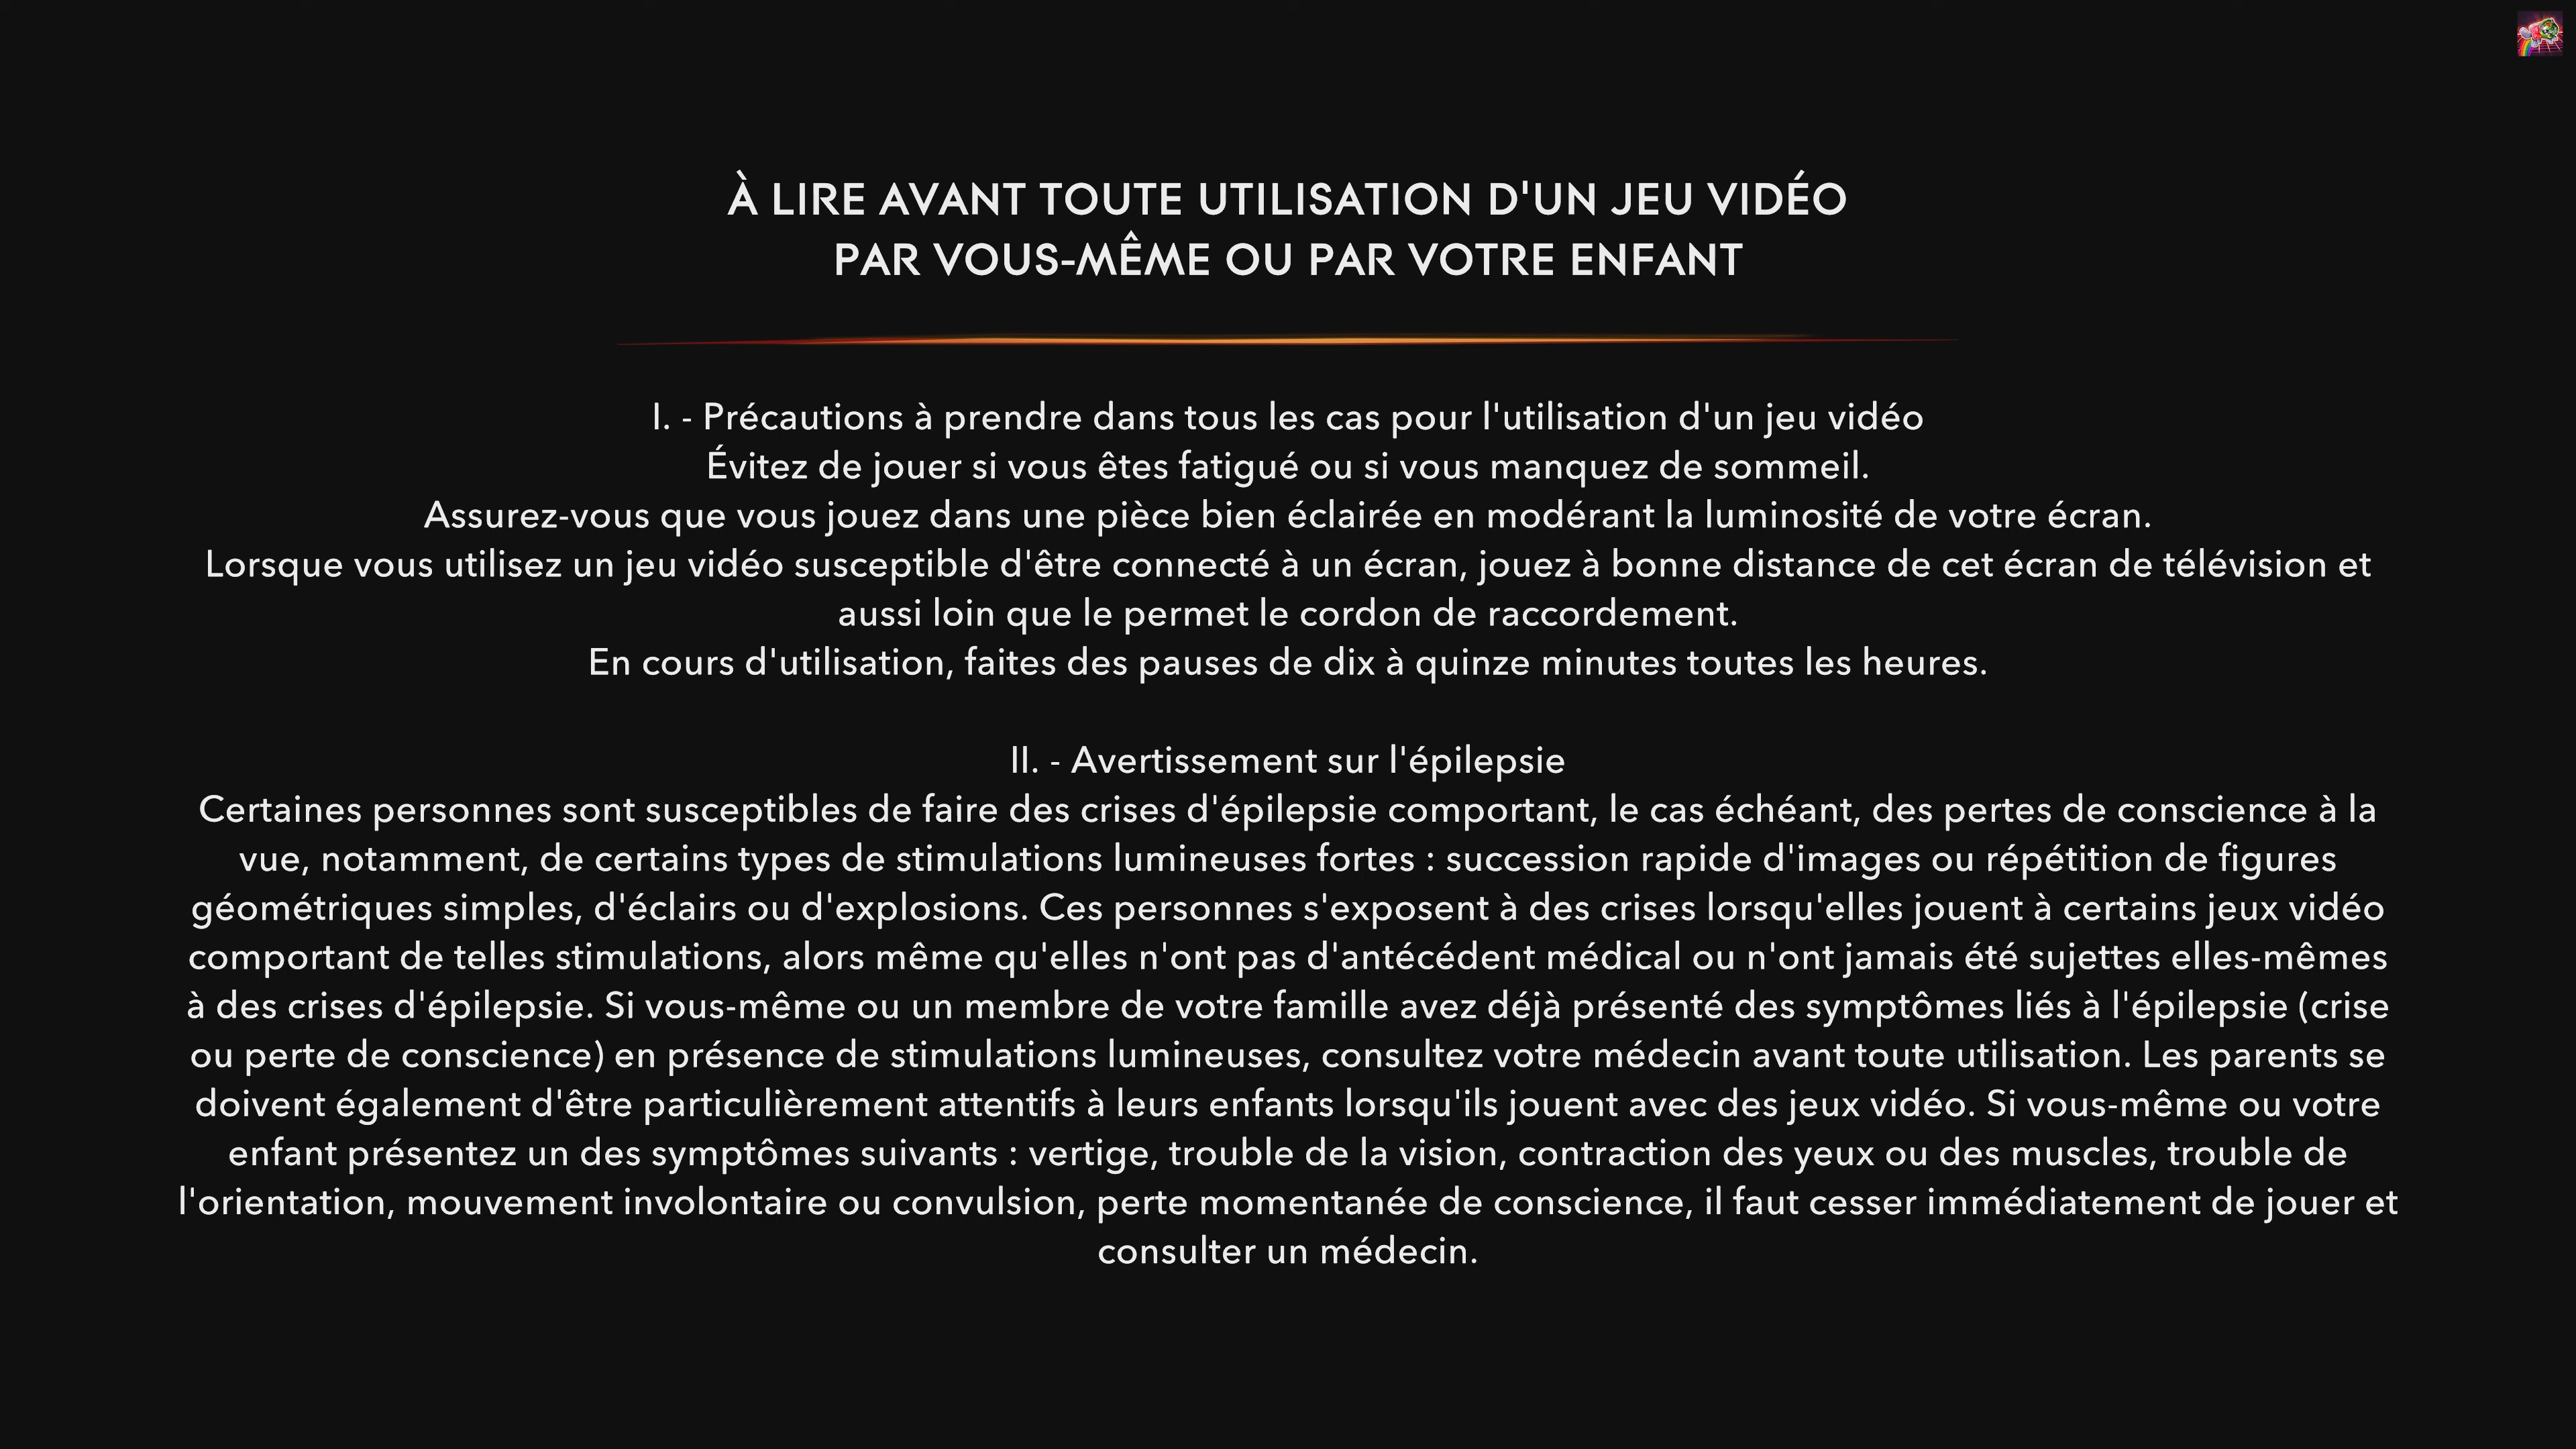 À LIRE AVANT TOUTE UTILISATION D'UN JEU VIDÉO
PAR VOUS-MÊME OU PAR VOTRE ENFANT
I. - Précautions à prendre dans tous les cas pour l'utilisation d'un jeu vidéo
Évitez de jouer si vous êtes fatigué ou si vous manquez de sommeil.
Assurez-vous que vous jouez dans une pièce bien éclairée en modérant la luminosité de votre écran.
Lorsque vous utilisez un jeu vidéo susceptible d'être connecté à un écran, jouez à bonne distance de cet écran de télévision et
aussi loin que le permet le cordon de raccordement.
En cours d'utilisation, faites des pauses de dix à quinze minutes toutes les heures.
II. - Avertissement sur l'épilepsie
Certaines personnes sont susceptibles de faire des crises d'épilepsie comportant, le cas échéant, des pertes de conscience à la
vue, notamment, de certains types de stimulations lumineuses fortes : succession rapide d'images ou répétition de figures
géométriques simples, d'éclairs ou d'explosions. Ces personnes s'exposent à des crises lorsqu'elles jouent à certains jeux vidéo
comportant de telles stimulations, alors même qu'elles n'ont pas d'antécédent médical ou n'ont jamais été sujettes elles-mêmes
à des crises d'épilepsie. Si vous-même ou un membre de votre famille avez déjà présenté des symptômes liés à l'épilepsie (crise
ou perte de conscience) en présence de stimulations lumineuses, consultez votre médecin avant toute utilisation. Les parents se
doivent également d'être particulièrement attentifs à leurs enfants lorsqu'ils jouent avec des jeux vidéo. Si vous-même ou votre
enfant présentez un des symptômes suivants : vertige, trouble de la vision, contraction des yeux ou des muscles, trouble de
l'orientation, mouvement involontaire ou convulsion, perte momentanée de conscience, il faut cesser immédiatement de jouer et
consulter un médecin.